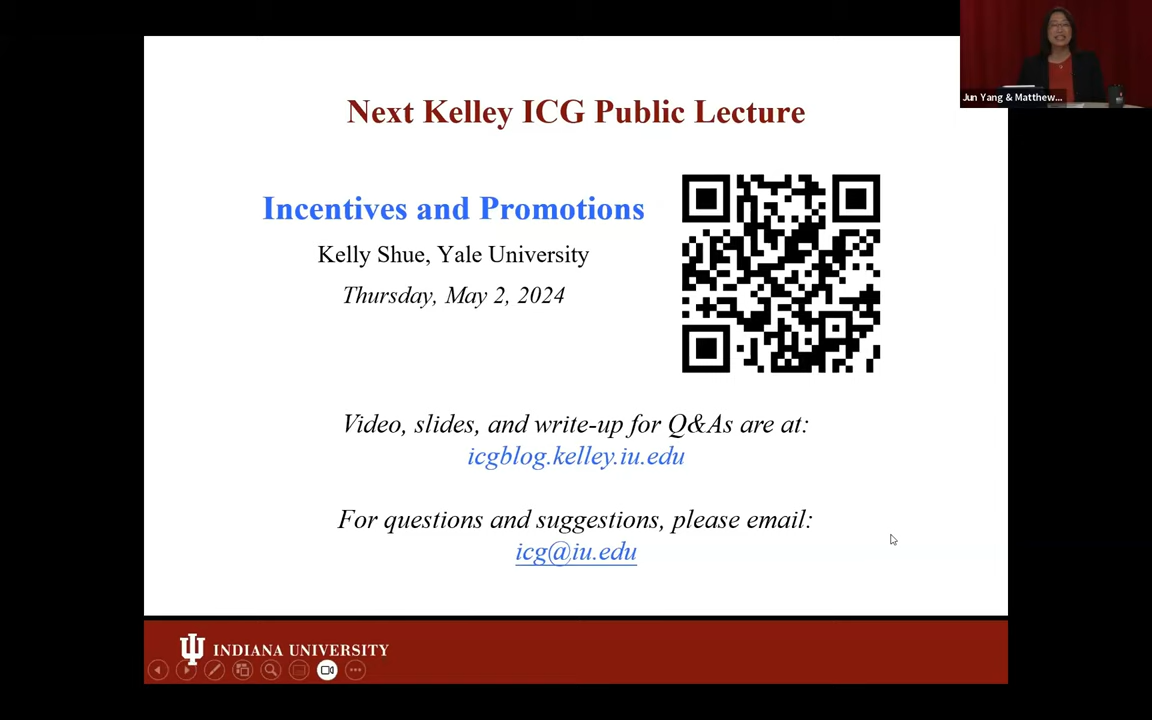 Jun Yang & Matthew...
Next Kelley ICG Public Lecture
Incentives and Promotions
Kelly Shue, Yale University
Thursday, May 2, 2024
Video, slides, and write-up for Q&As are at:
icgblog.kelley.iu.edu
For questions and suggestions, please email:
icg@iu.edu
INDIANA UNIVERSITY